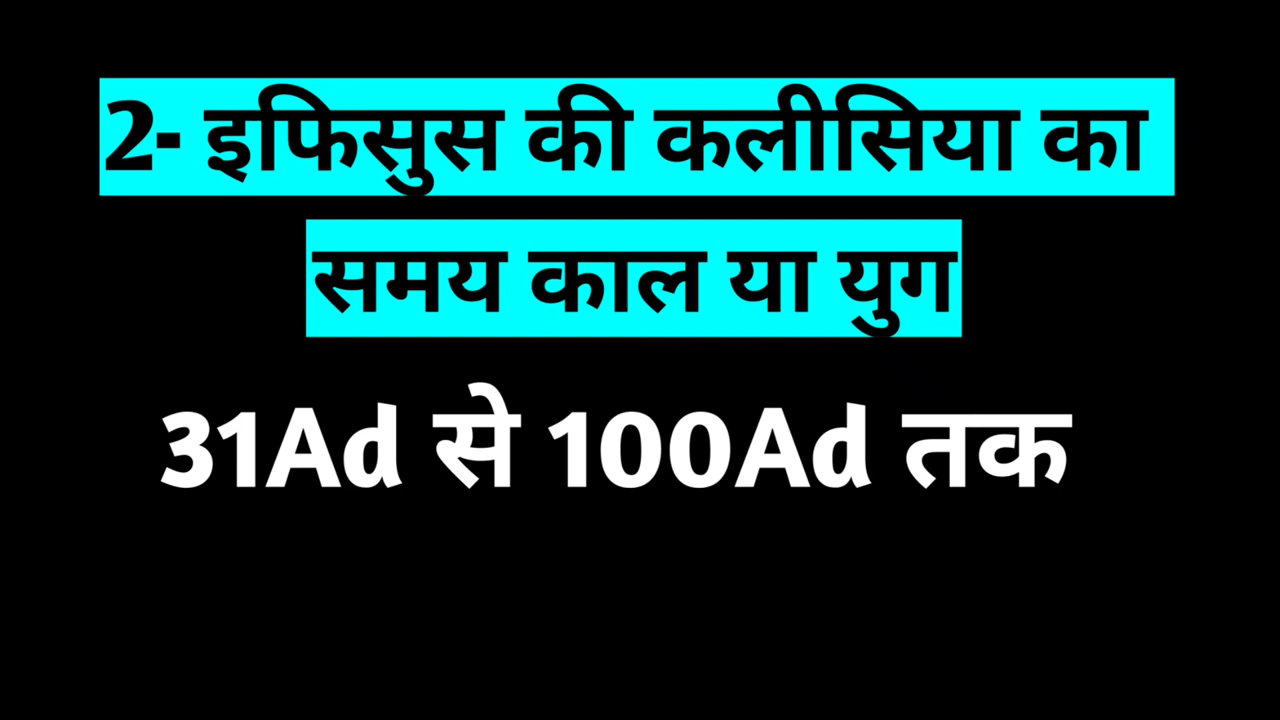 2- इफिसुस की कलीसिया का
समय काल या युग
31Ad से 100Ad तक